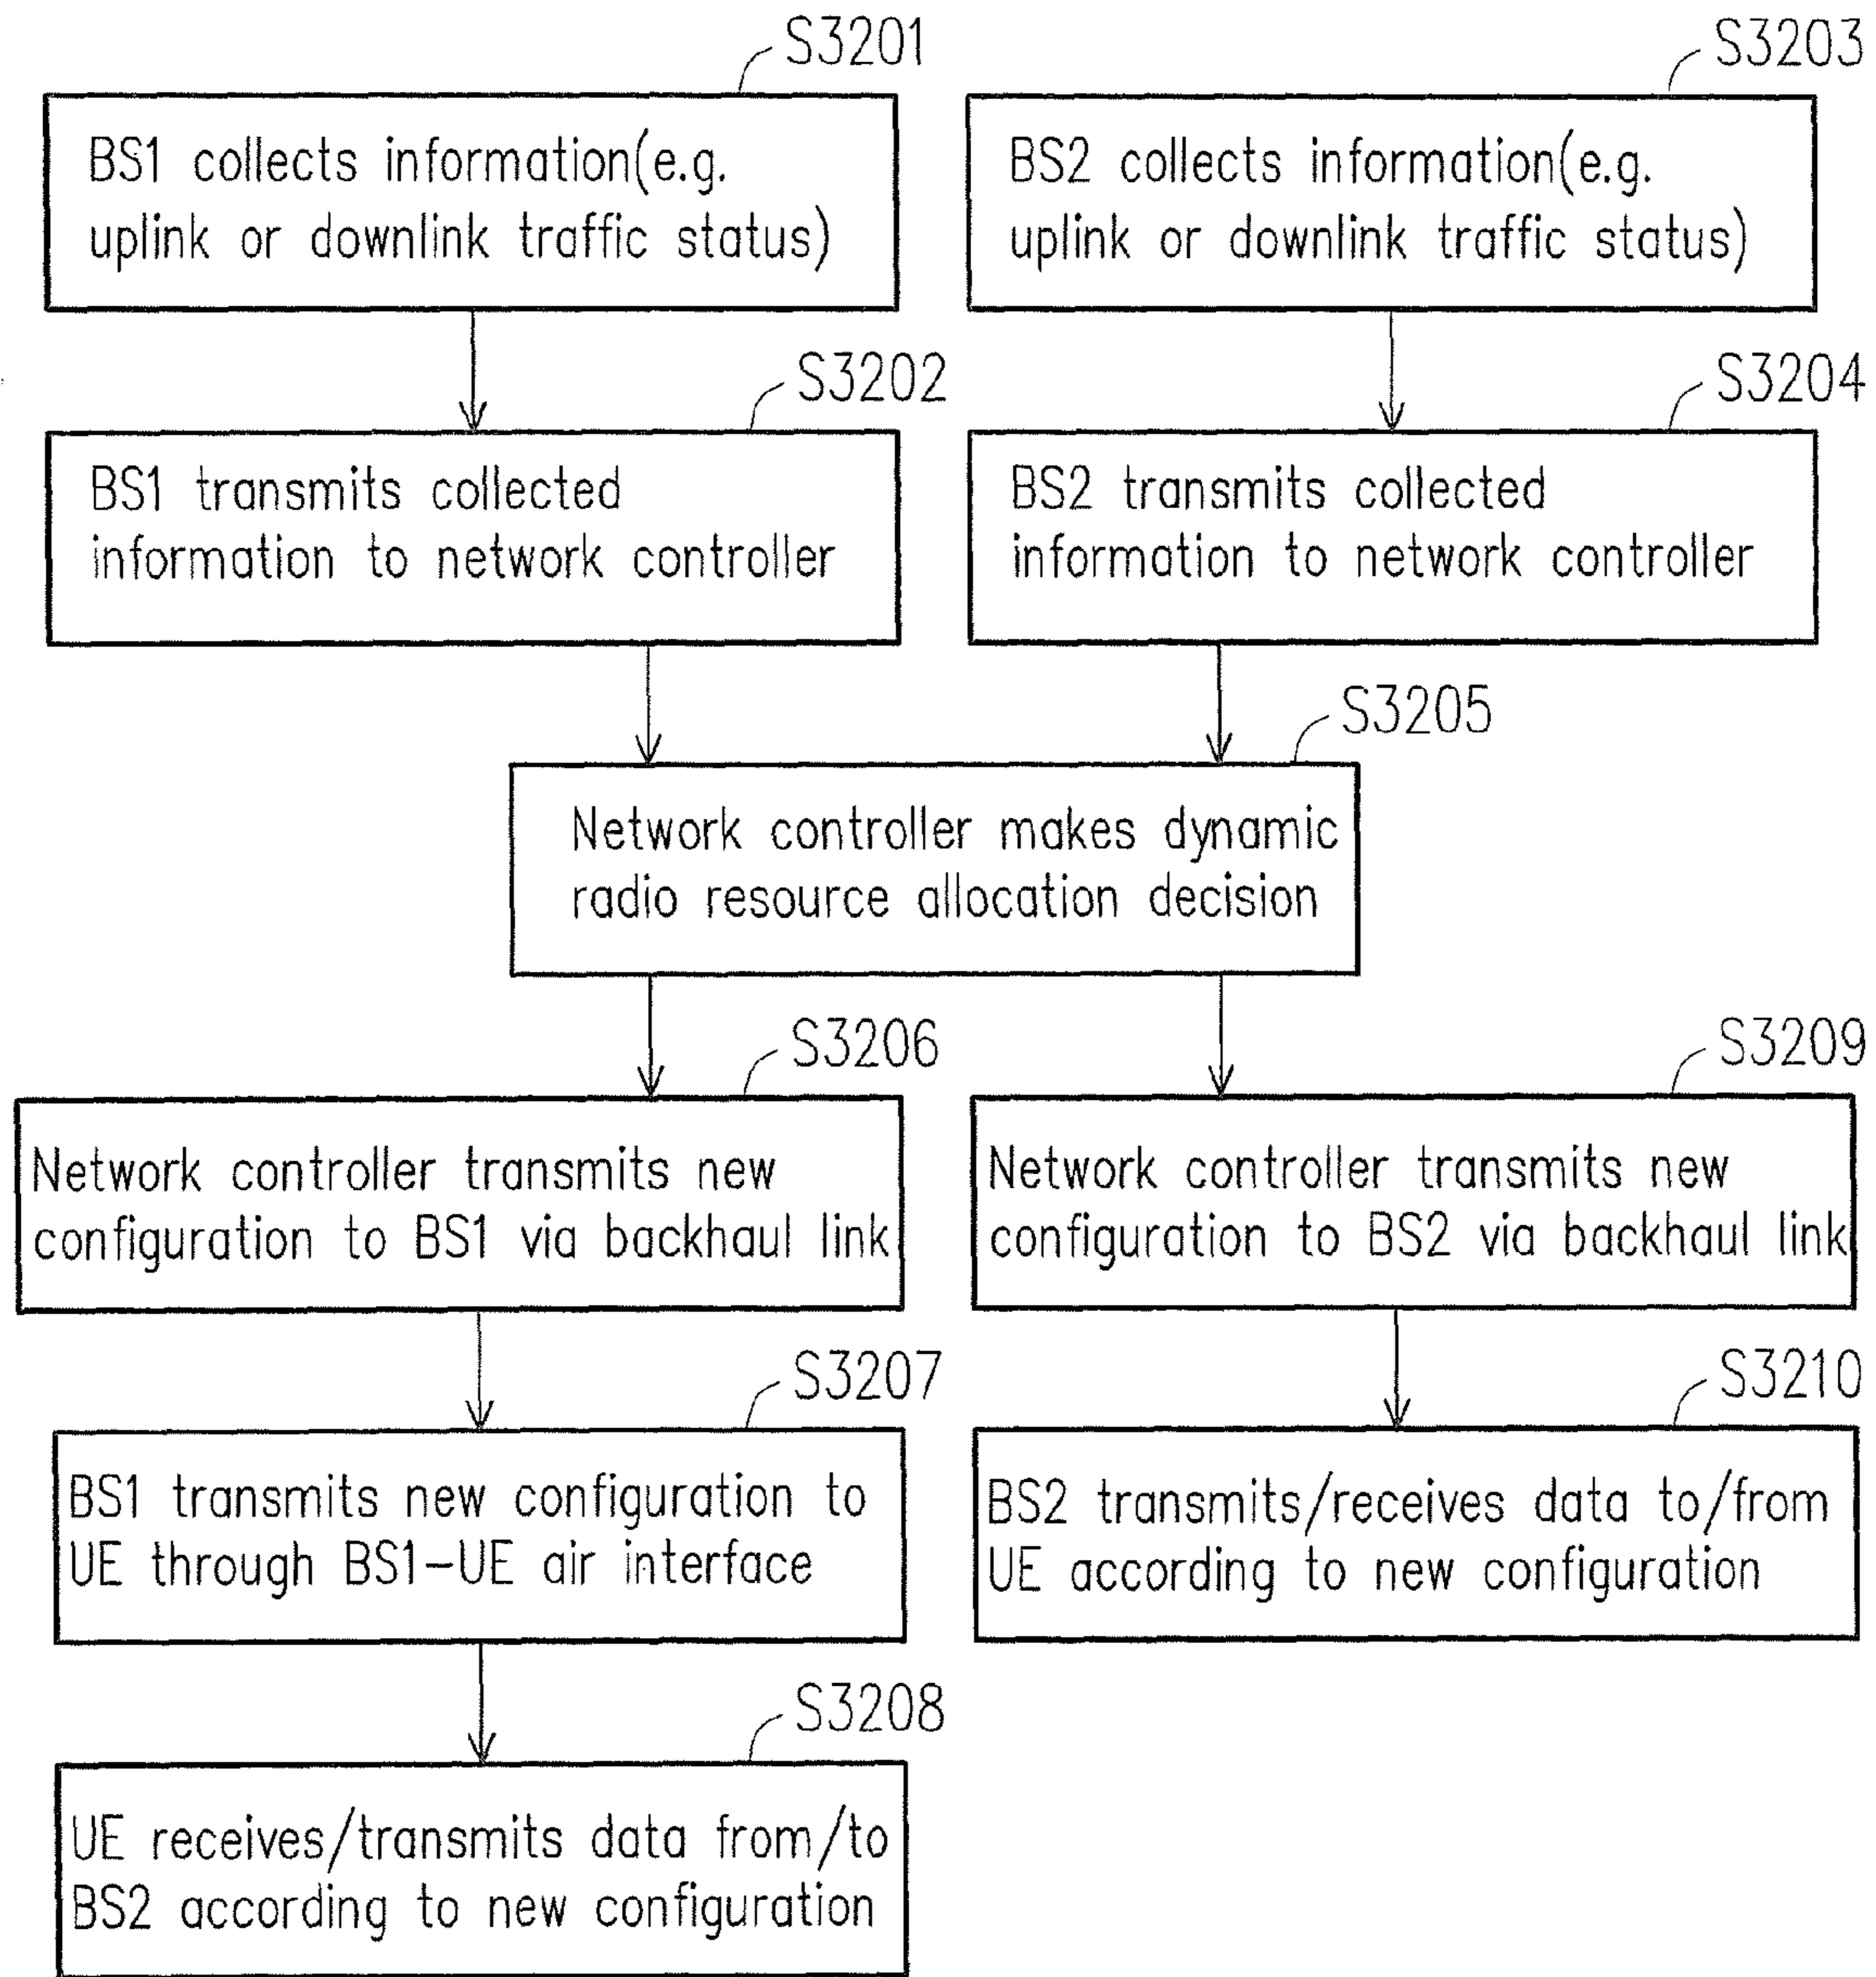 S3201
BS1 collects information(e.g.
uplink or downlink traffic status)
S3203
BS2 collects information(e.g.
uplink or downlink traffic status)
S3202
BS1 transmits collected
information to network controller
S3204
BS2 transmits collected
information to network controller
S3205
Network controller makes dynamic
radio resource allocation decision
S3206
Network controller transmits new
configuration to BS1 via backhaul link
S3209
Network controller transmits new
configuration to BS2 via backhaul link
S3207
BS1 transmits new configuration to
UE through BS1-UE air interface
S3210
BS2 transmits/receives data to/from
UE according to new configuration
S3208
UE receives/transmits data from/to
BS2 according to new configuration